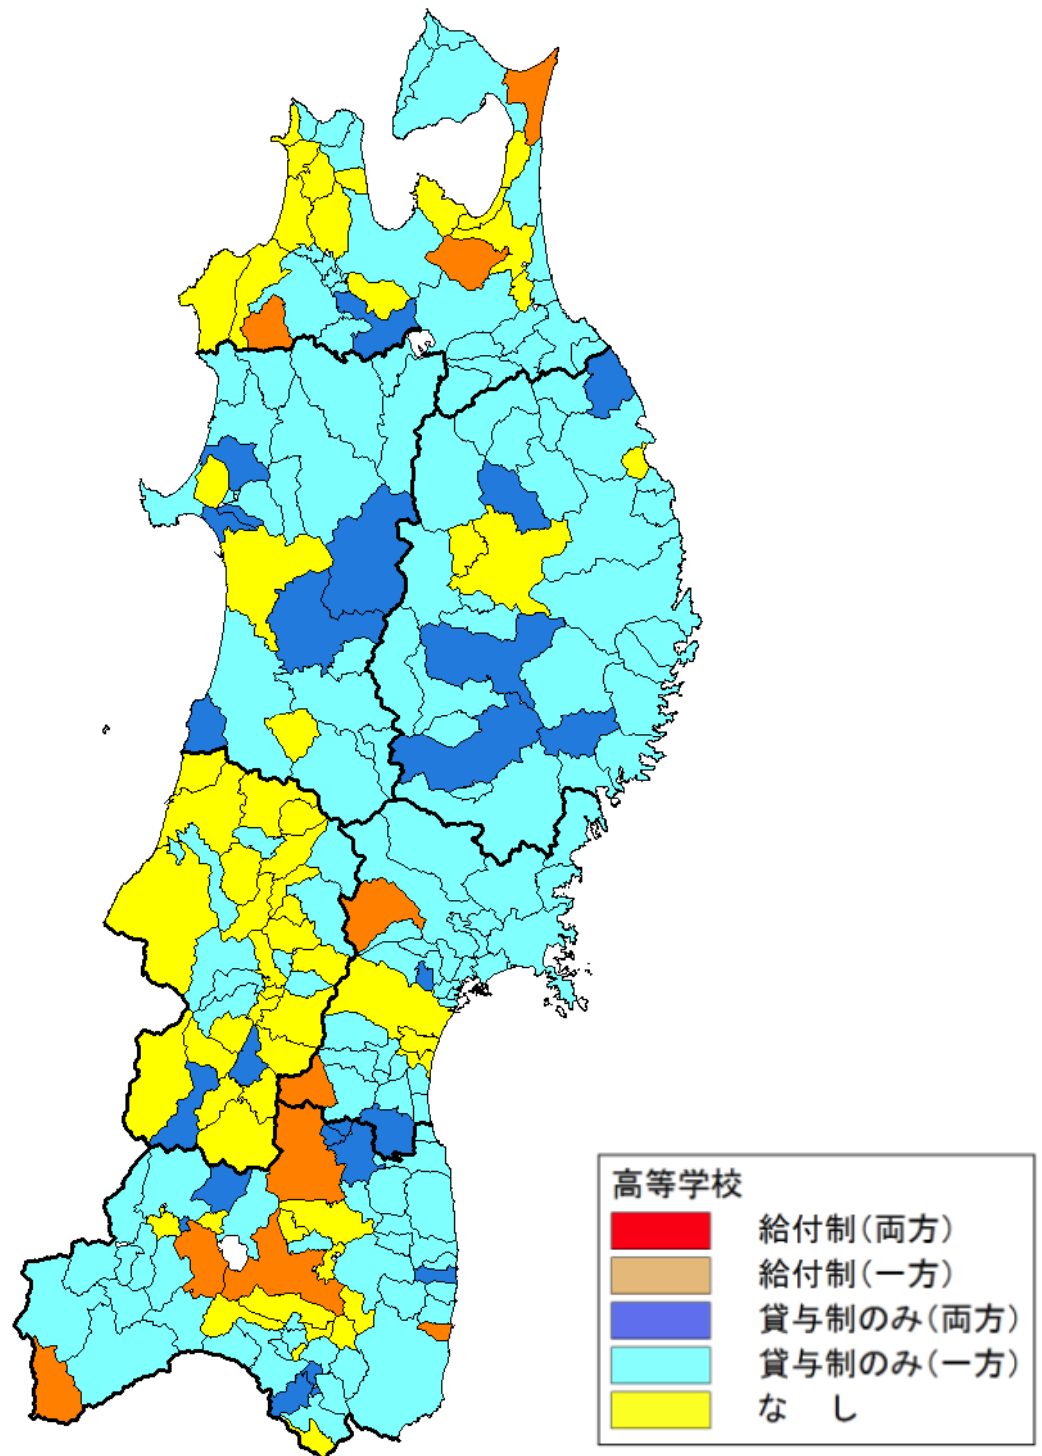 高等学校
給付制(両方)
給付制(一方)
貸与制のみ(両方)
貸与制のみ(一方)
な し